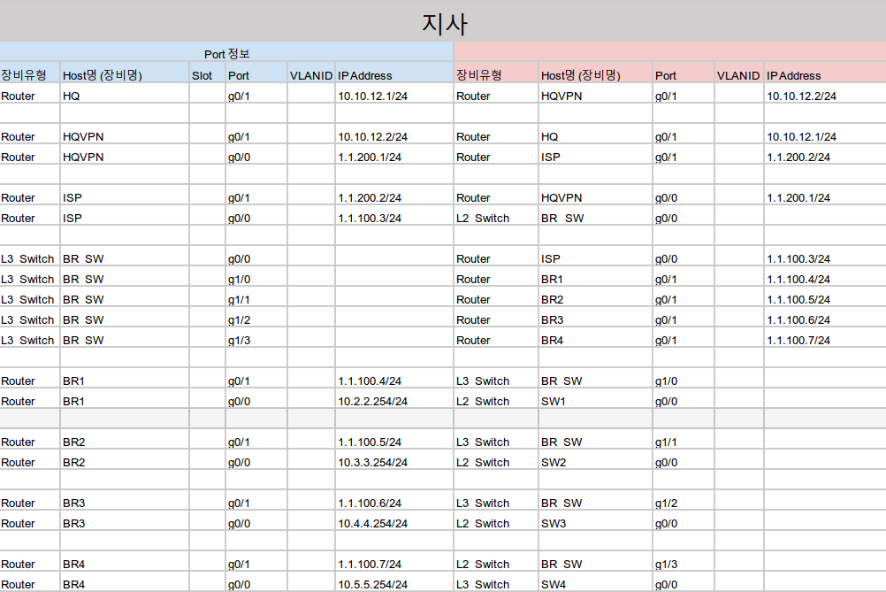 지사
Port 정보
장비유형 Host명 (장비명) Slot Port VLANID IP Address 장비유형 Host명 (장비명) Port VLANID IP Address
Router HQ g0/1 10.10.12.1/24 Router HQVPN g0/1 10.10.12.2/24
Router HQVPN g0/1 10.10.12.2/24 Router HQ g0/1 10.10.12.1/24
Router HQVPN g0/0 1.1.200.1/24 Router ISP g0/1 1.1.200.2/24
Router ISP g0/1 1.1.200.2/24 Router HQVPN g0/0 1.1.200.1/24
Router ISP g0/0 1.1.100.3/24 L2 Switch BR SW g0/0
L3 Switch BR SW g0/0 Router ISP g0/0 1.1.100.3/24
L3 Switch BR SW g1/0 Router BR1 g0/1 1.1.100.4/24
L3 Switch BR SW g1/1 Router BR2 g0/1 1.1.100.5/24
L3 Switch BR SW g1/2 Router BR3 g0/1 1.1.100.6/24
L3 Switch BR SW g1/3 Router BR4 g0/1 1.1.100.7/24
Router BR1 g0/1 1.1.100.4/24 L3 Switch BR SW g1/0
Router BR1 g0/0 10.2.2.254/24 L2 Switch SW1 g0/0
Router BR2 g0/1 1.1.100.5/24 L3 Switch BR SW g1/1
Router BR2 g0/0 10.3.3.254/24 L2 Switch SW2 g0/0
Router BR3 g0/1 1.1.100.6/24 L3 Switch BR SW g1/2
Router BR3 g0/0 10.4.4.254/24 L2 Switch SW3 g0/0
Router BR4 g0/1 1.1.100.7/24 L2 Switch BR SW g1/3
Router BR4 g0/0 10.5.5.254/24 L3 Switch SW4 g0/0